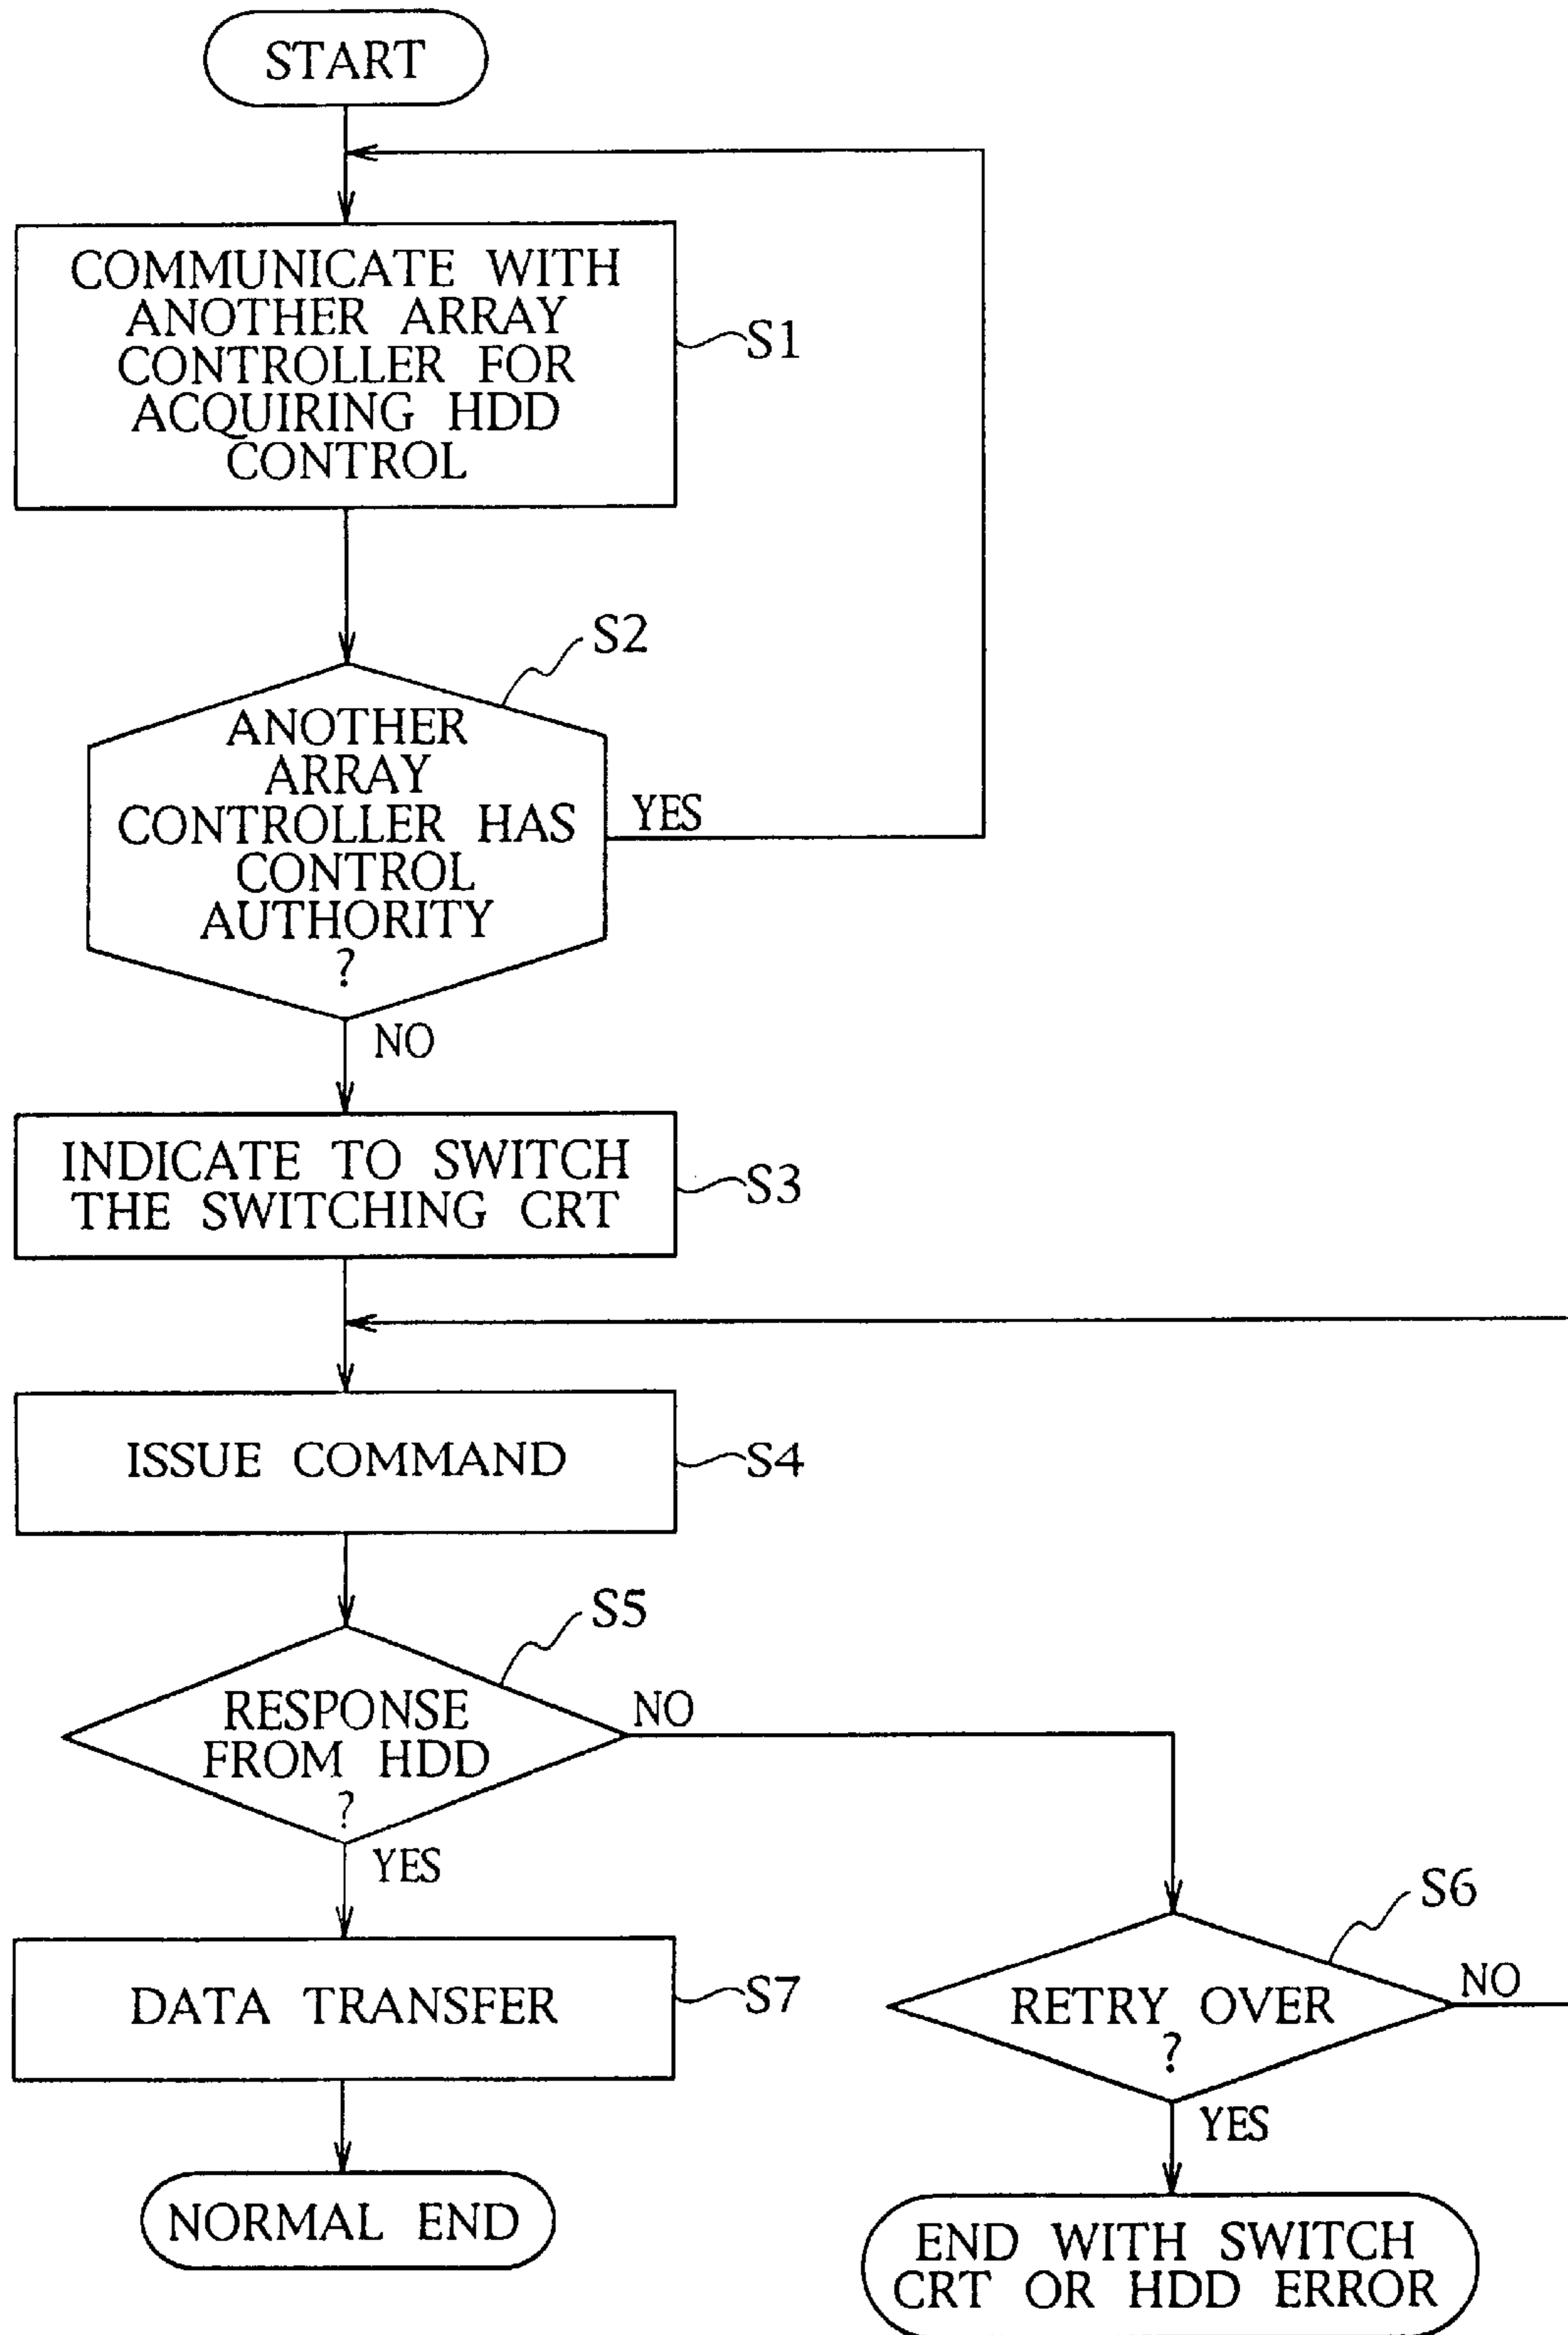 START
COMMUNICATE WITH
ANOTHER ARRAY
CONTROLLER FOR
ACQUIRING HDD
CONTROL
S1
S2
ANOTHER
ARRAY
CONTROLLER HAS
CONTROL
AUTHORITY
?
YES
NO
INDICATE TO SWITCH
THE SWITCHING CRT
S3
ISSUE COMMAND
S4
S5
RESPONSE
FROM HDD
?
NO
YES
S6
DATA TRANSFER
S7
RETRY OVER
?
NO
YES
NORMAL END
END WITH SWITCH
CRT OR HDD ERROR